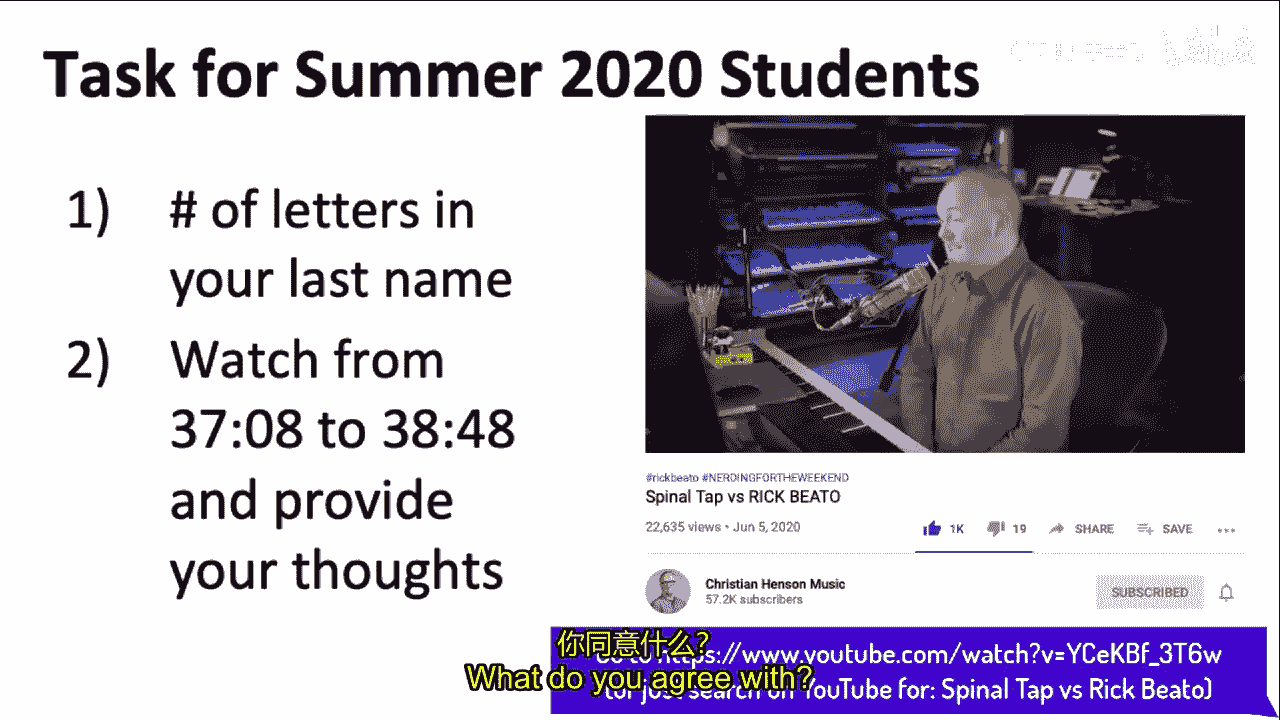 Task for Summer 2020 Students
1) # of letters in
your last name
2) Watch from
37:08 to 38:48
and provide
your thoughts
#rickbeato #NERDINGFORTHEWEEKEND
Spinal Tap vs RICK BEATO
22,635 views • Jun 5, 2020
1K
19
SHARE
SAVE
Christian Henson Music
57.2K subscribers
SUBSCRIBED
to https://www.youtube.com/watch?v=YCeKBf_3T6w
just search on YouTube for: Spinal Tap vs Rick Beato)
你同意什么?
What do you agree with?